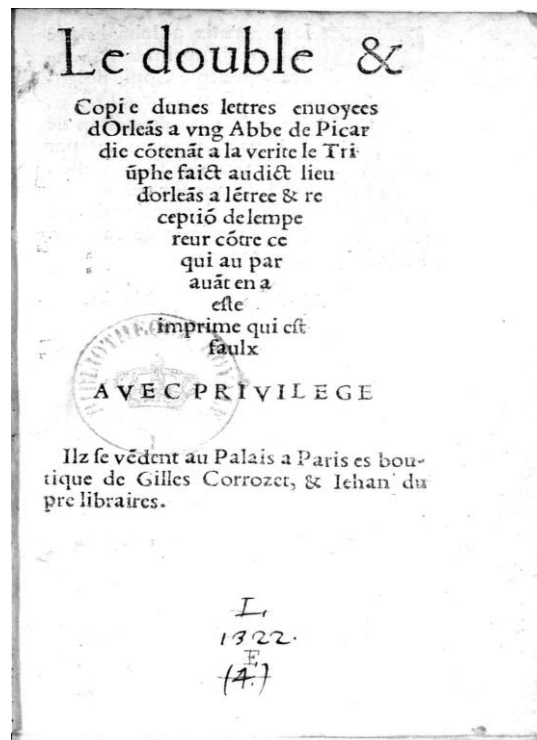 Le double &
Copie dunes lettres enuoyees
dOrleãs a vng Abbe de Picar
die cõtenãt a la verite le Tri-
ũphe faict audict lieu
dorleãs a lẽtree & re
ceptiõ de lempe
reur cõtre ce
qui au par
auãt en a
este
imprime qui est
faulx
AVEC PRIVILEGE
Ilz se vẽdent au Palais a Paris es bou-
tique de Gilles Corrozet, & Iehan du
pre libraires.
L,
1322.
E
(4.)